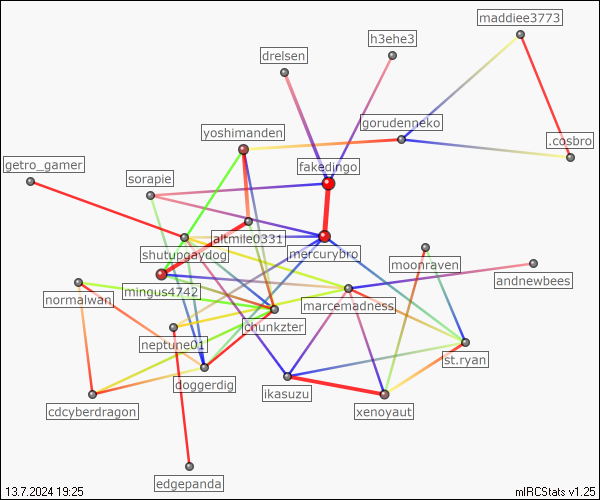 maddiee3773
h3ehe3
drelsen
gorudenneko
yoshimanden
.cosbro
getro_gamer
fakedingo
sorapie
altmile0331
shutupgaydog
mercurybro
moonraven
andnewbees
mingus4742
normalwan
marcemadness
chunkzter
neptune01
st.ryan
doggerdig
ikasuzu
xenoyaut
cdcyberdragon
edgepanda
13.7.2024 19:25
mIRCStats v1.25